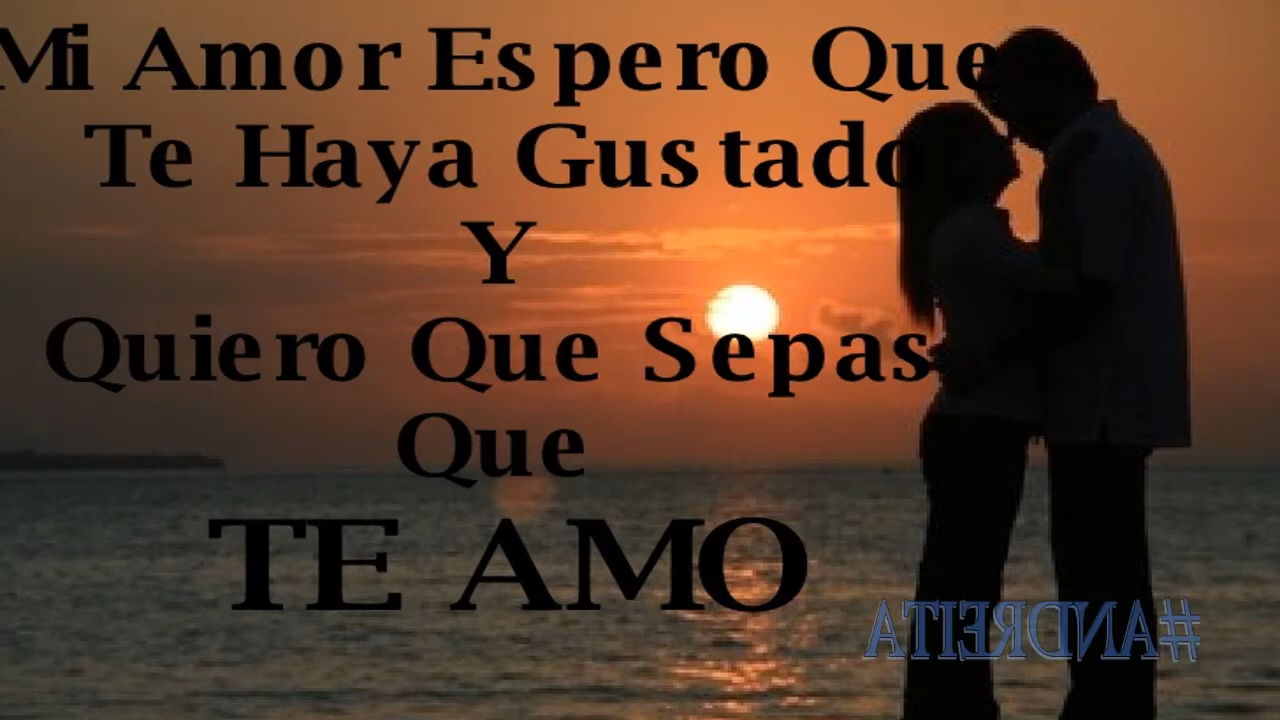 Mi Amor Espero Que
Te Haya Gustado
Y
Quiero Que Sepas
Que
TE AMO
#ANDREITA